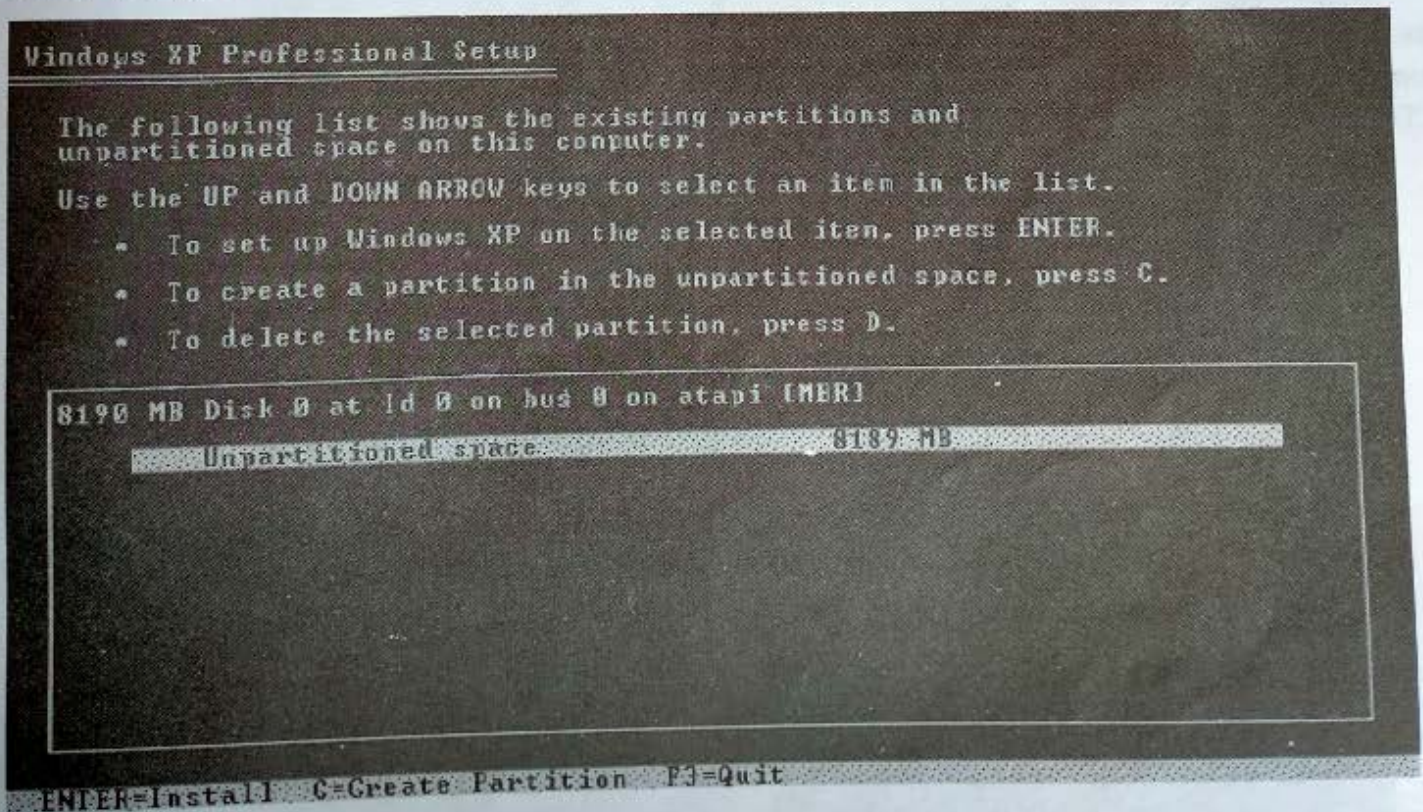 Windows XP Professional Setup
The following list shows the existing partitions and
unpartitioned space on this computer.
Use the UP and DOWN ARROW keys to select an item in the list.
• To set up Windows XP on the selected item, press ENTER.
• To create a partition in the unpartitioned space, press C.
• To delete the selected partition, press D.
8190 MB Disk 0 at Id 0 on bus 0 on atapi [MBR]
Unpartitioned space 8189 MB
ENTER=Install C=Create Partition F3=Quit